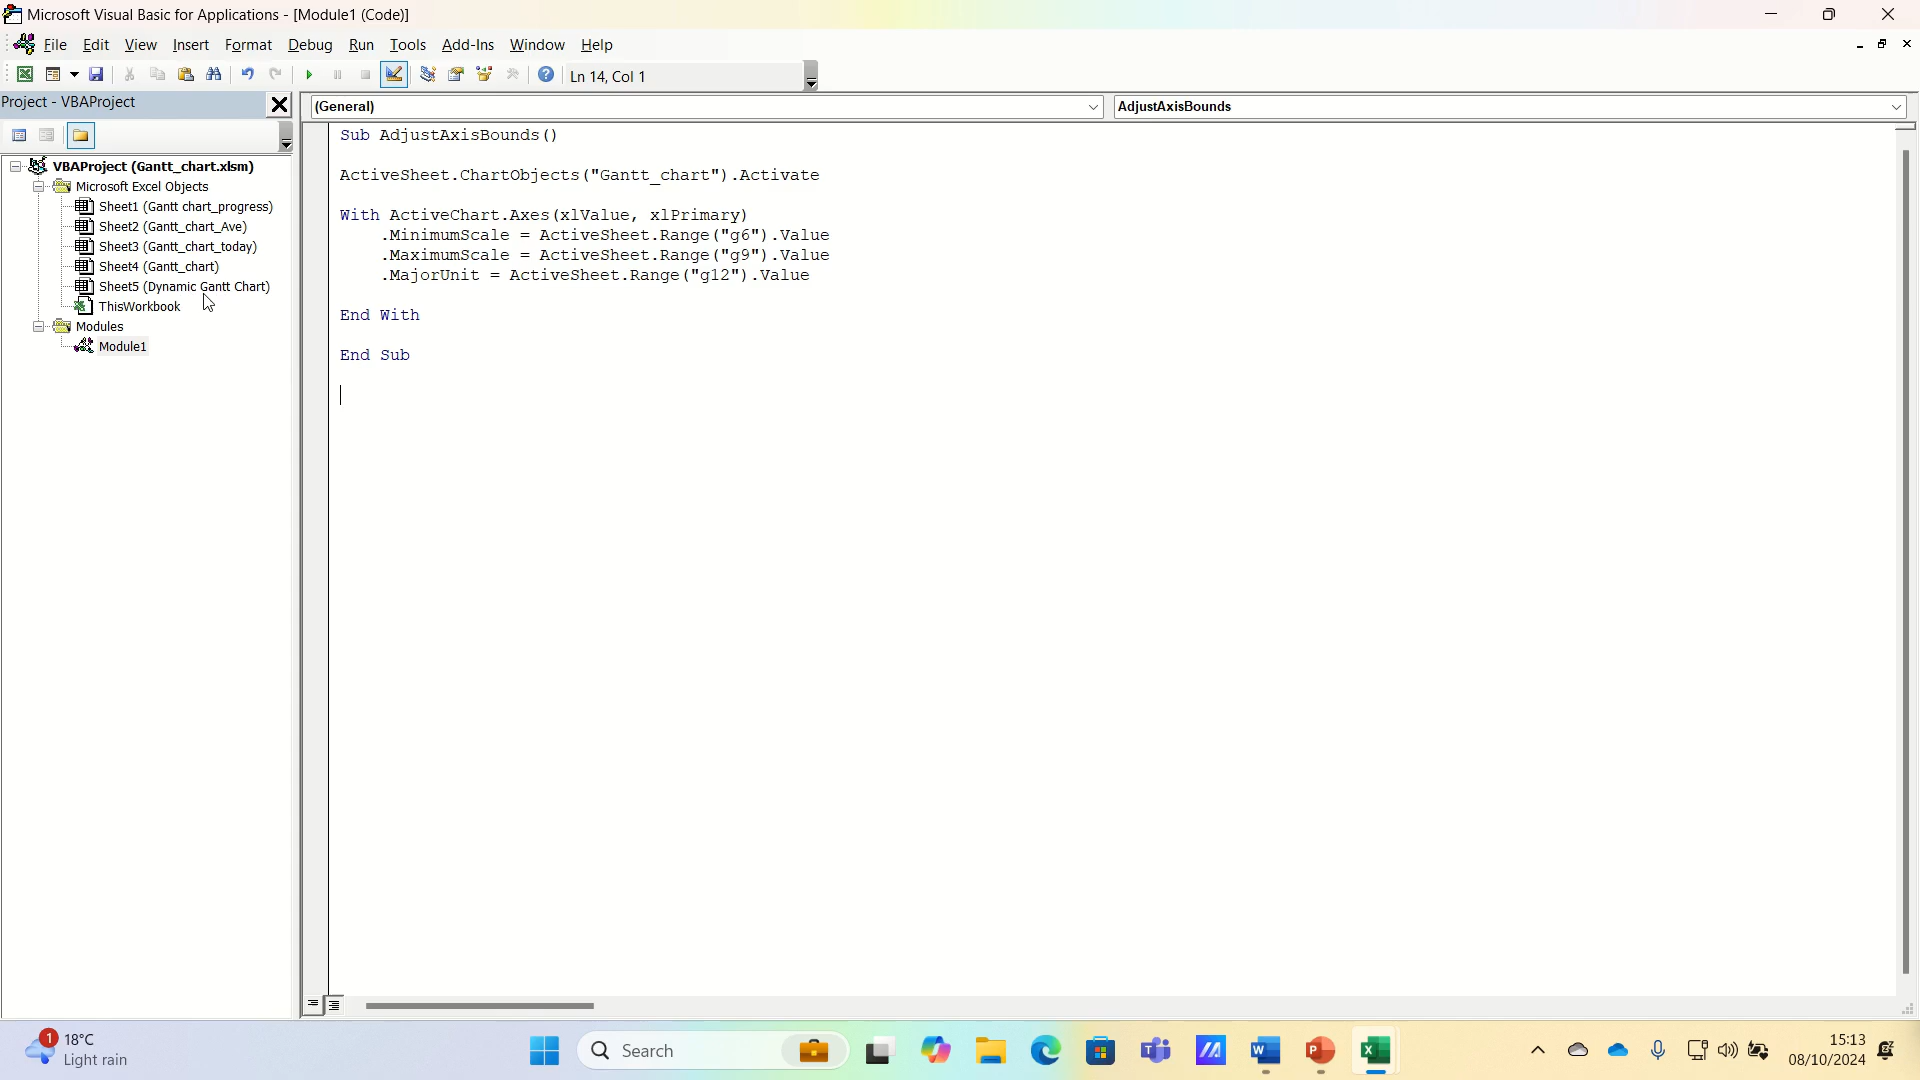 Microsoft Visual Basic for Applications - [Module1 (Code)]
File Edit View Insert Format Debug Run Tools Add-Ins Window Help
Ln 14, Col 1
Project - VBAProject
(General)
AdjustAxisBounds
VBAProject (Gantt_chart.xlsm)
Microsoft Excel Objects
Sheet1 (Gantt chart_progress)
Sheet2 (Gantt_chart_Ave)
Sheet3 (Gantt_chart_today)
Sheet4 (Gantt_chart)
Sheet5 (Dynamic Gantt Chart)
ThisWorkbook
Modules
Module1
Sub AdjustAxisBounds()
ActiveSheet.ChartObjects("Gantt_chart").Activate
With ActiveChart.Axes(xlValue, xlPrimary)
.MinimumScale = ActiveSheet.Range("g6").Value
.MaximumScale = ActiveSheet.Range("g9").Value
.MajorUnit = ActiveSheet.Range("g12").Value
End With
End Sub
1
18°C
Light rain
Search
15:13
08/10/2024